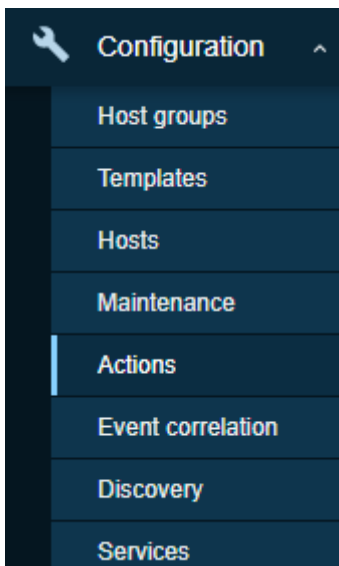 Configuration
Host groups
Templates
Hosts
Maintenance
Actions
Event correlation
Discovery
Services